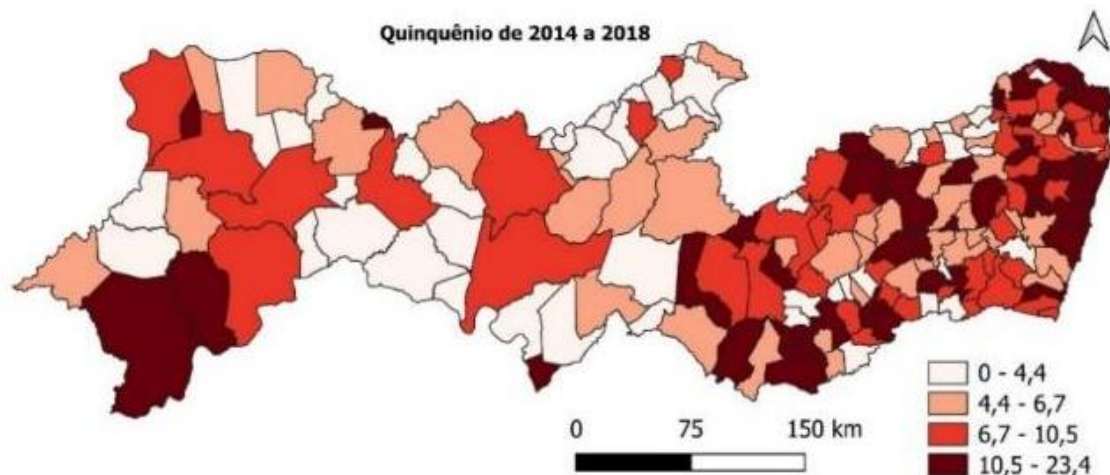 Quinquênio de 2014 a 2018
0 - 4,4
4,4 - 6,7
6,7 - 10,5
10,5 - 23,4
0 75 150 km